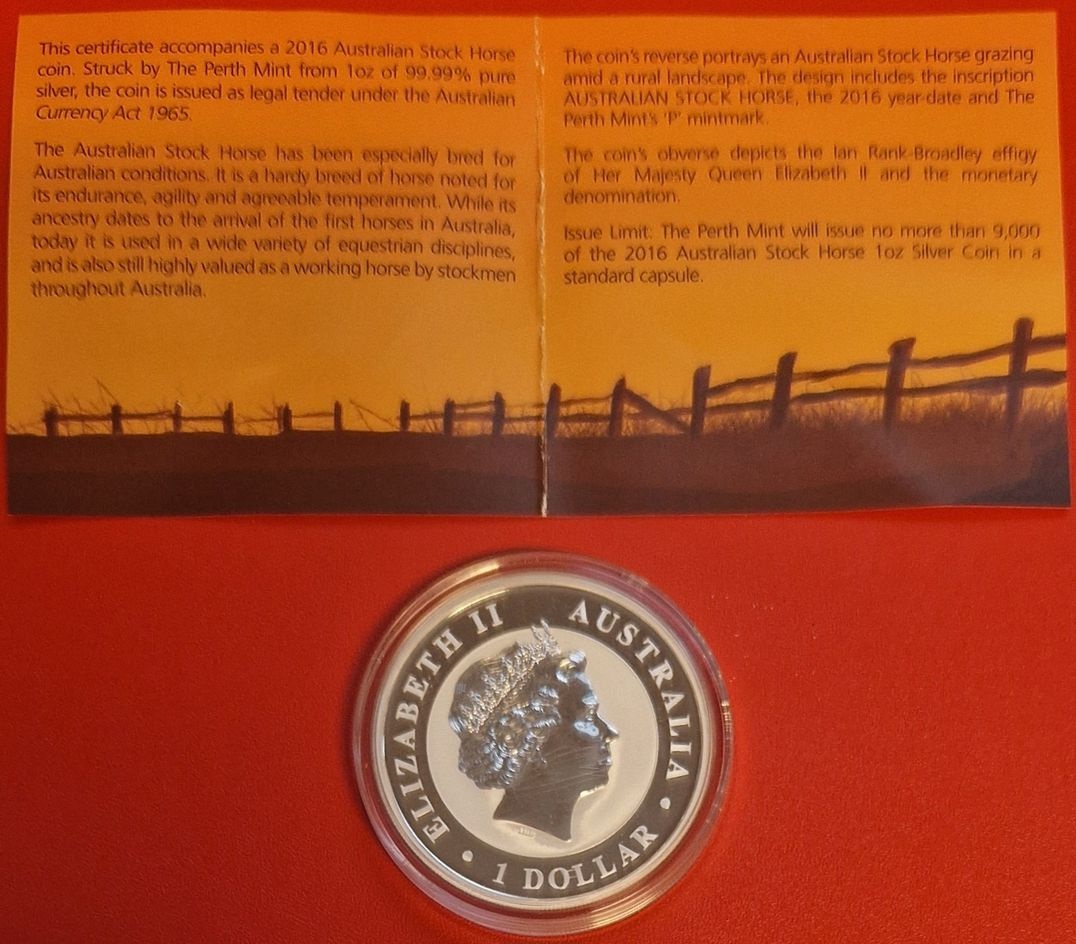 This certificate accompanies a 2016 Australian Stock Horse
coin. Struck by The Perth Mint from 1oz of 99.99% pure
silver, the coin is issued as legal tender under the Australian
Currency Act 1965.
The Australian Stock Horse has been especially bred for
Australian conditions. It is a hardy breed of horse noted for
its endurance, agility and agreeable temperament. While its
ancestry dates to the arrival of the first horses in Australia,
today it is used in a wide variety of equestrian disciplines,
and is also still highly valued as a working horse by stockmen
throughout Australia.
The coin's reverse portrays an Australian Stock Horse grazing
amid a rural landscape. The design includes the inscription
AUSTRALIAN STOCK HORSE, the 2016 year-date and The
Perth Mint's 'P' mintmark.
The coin's obverse depicts the Ian Rank-Broadley effigy
of Her Majesty Queen Elizabeth II and the monetary
denomination.
Issue Limit: The Perth Mint will issue no more than 9,000
of the 2016 Australian Stock Horse 1oz Silver Coin in a
standard capsule.
ELIZABETH II AUSTRALIA
1 DOLLAR